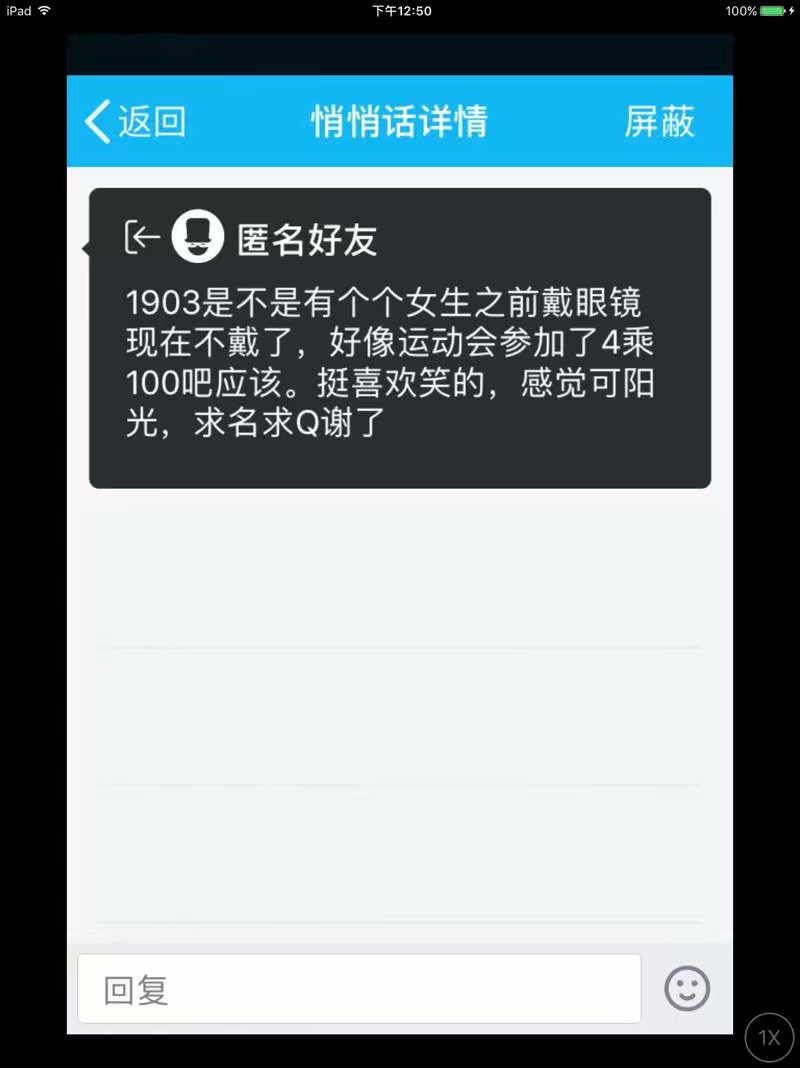 iPad 下午12:50 100%
返回 悄悄话详情 屏蔽
匿名好友
1903是不是有个个女生之前戴眼镜
现在不戴了，好像运动会参加了4乘
100吧应该。挺喜欢笑的，感觉可阳
光，求名求Q谢了
回复
1X